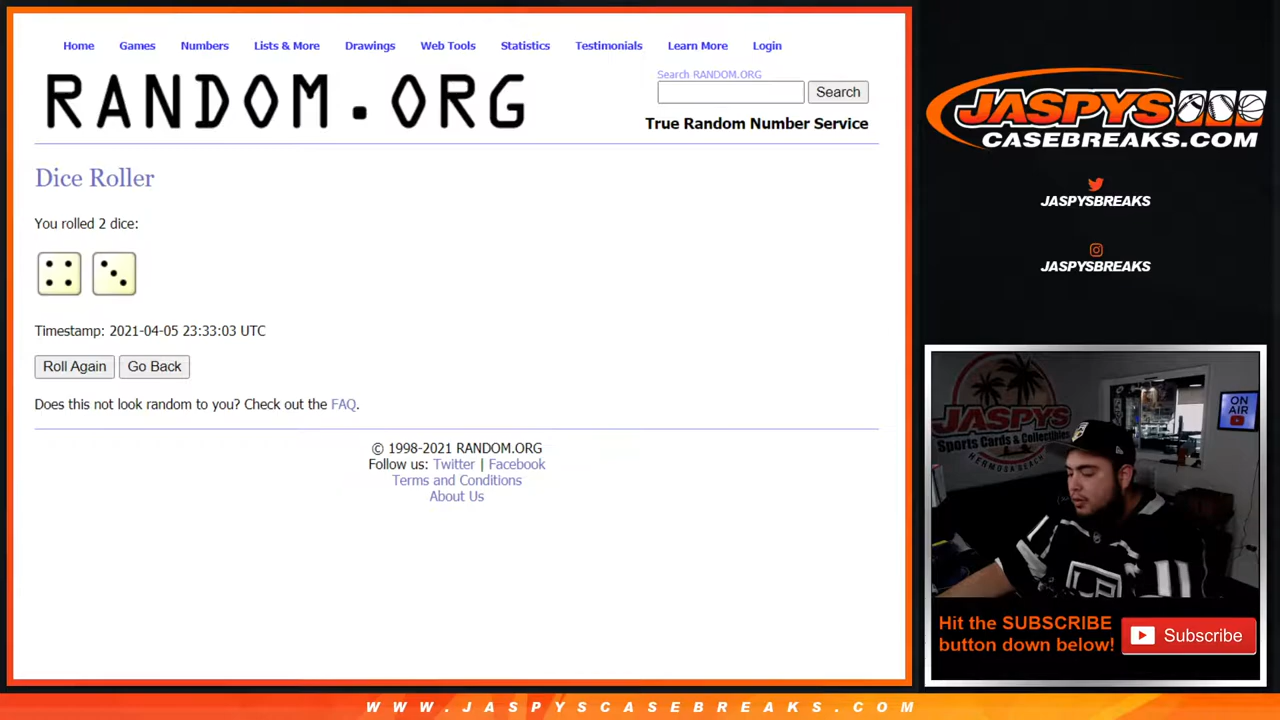 Home Games Numbers Lists & More Drawings Web Tools Statistics Testimonials Learn More Login
RANDOM.ORG
Search RANDOM.ORG
Search
True Random Number Service
Dice Roller
You rolled 2 dice:
Timestamp: 2021-04-05 23:33:03 UTC
Roll Again Go Back
Does this not look random to you? Check out the FAQ.
© 1998-2021 RANDOM.ORG
Follow us: Twitter | Facebook
Terms and Conditions
About Us
JASPYS
CASEBREAKS.COM
JASPYSBREAKS
JASPYSBREAKS
JASPYS
Sports Cards & Collectibles
HERMOSA BEACH
ON
AIR
LA
Hit the SUBSCRIBE
button down below!
Subscribe
WWW.JASPYSCASEBREAKS.COM